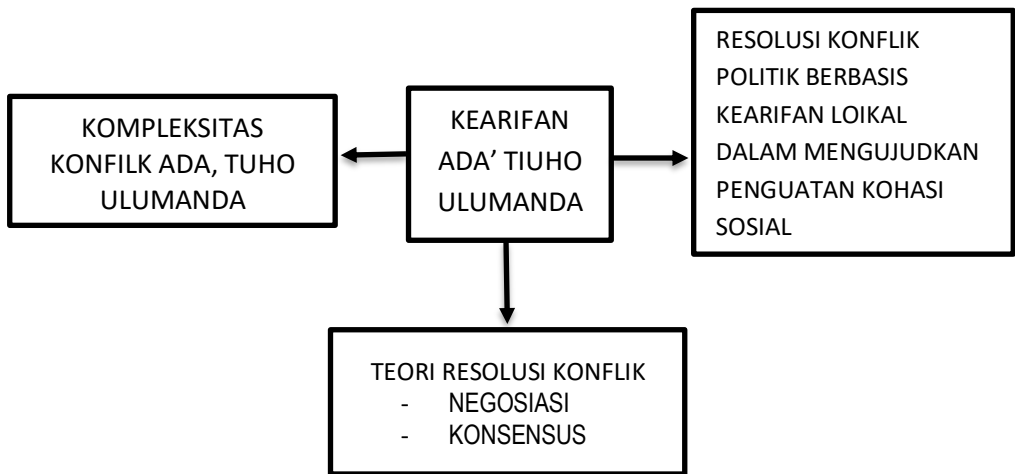 KOMPLEKSITAS
KONFILK ADA, TUHO
ULUMANDA
KEARIFAN
ADA’ TIUHO
ULUMANDA
RESOLUSI KONFLIK
POLITIK BERBASIS
KEARIFAN LOIKAL
DALAM MENGUJUDKAN
PENGUATAN KOHASI
SOSIAL
TEORI RESOLUSI KONFLIK
- NEGOSIASI
- KONSENSUS